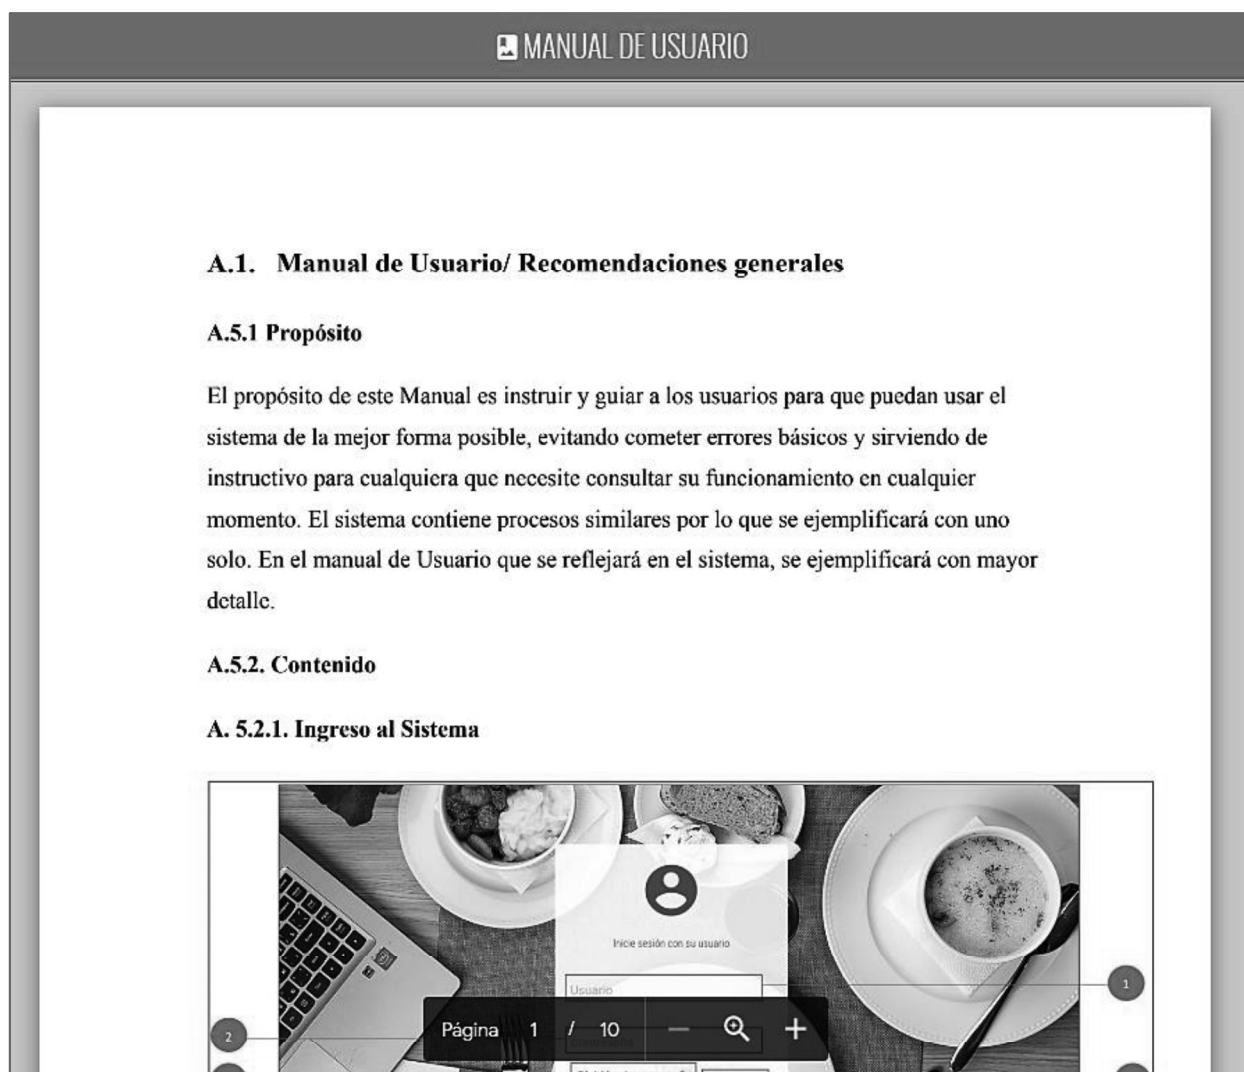 MANUAL DE USUARIO
A.1. Manual de Usuario/ Recomendaciones generales
A.5.1 Propósito
El propósito de este Manual es instruir y guiar a los usuarios para que puedan usar el
sistema de la mejor forma posible, evitando cometer errores básicos y sirviendo de
instructivo para cualquiera que necesite consultar su funcionamiento en cualquier
momento. El sistema contiene procesos similares por lo que se ejemplificará con uno
solo. En el manual de Usuario que se reflejará en el sistema, se ejemplificará con mayor
detalle.
A.5.2. Contenido
A. 5.2.1. Ingreso al Sistema
Inicie sesión con su usuario
Usuario
1
Página 1 / 10
2